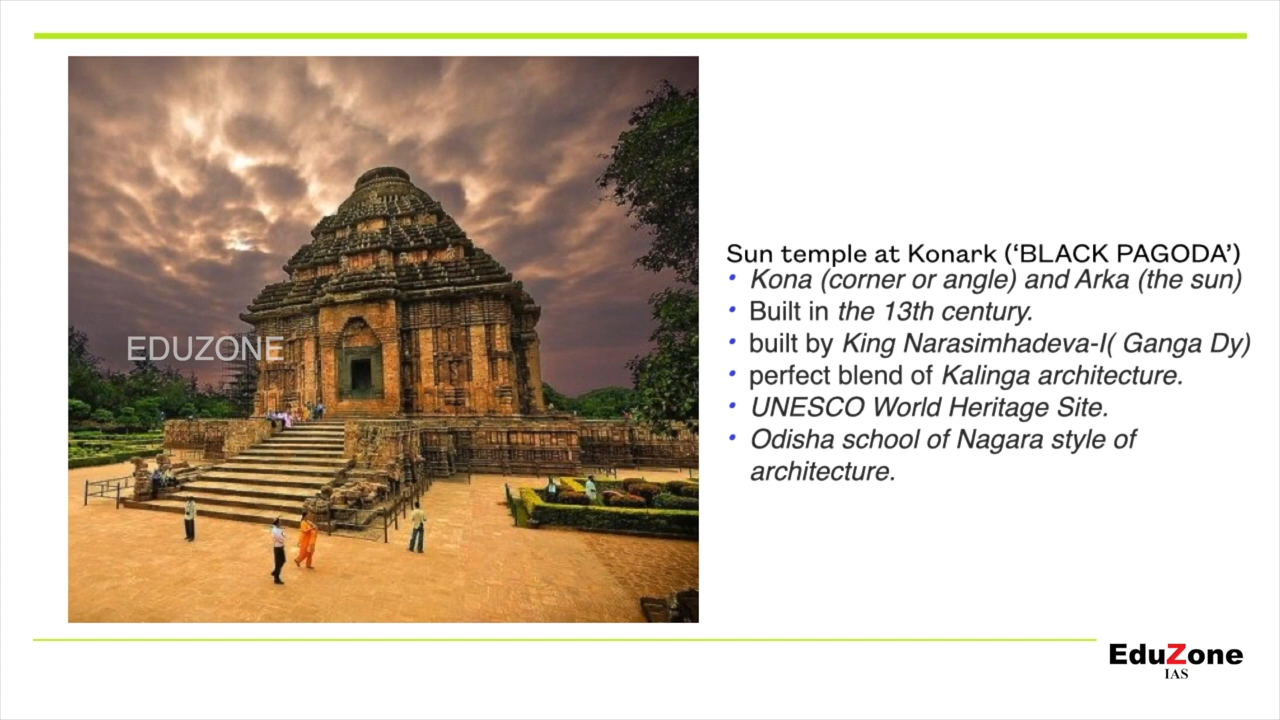 EDUZONE
Sun temple at Konark (‘BLACK PAGODA’)
• Kona (corner or angle) and Arka (the sun)
• Built in the 13th century.
• built by King Narasimhadeva-I( Ganga Dy)
• perfect blend of Kalinga architecture.
• UNESCO World Heritage Site.
• Odisha school of Nagara style of
architecture.
EduZone
IAS